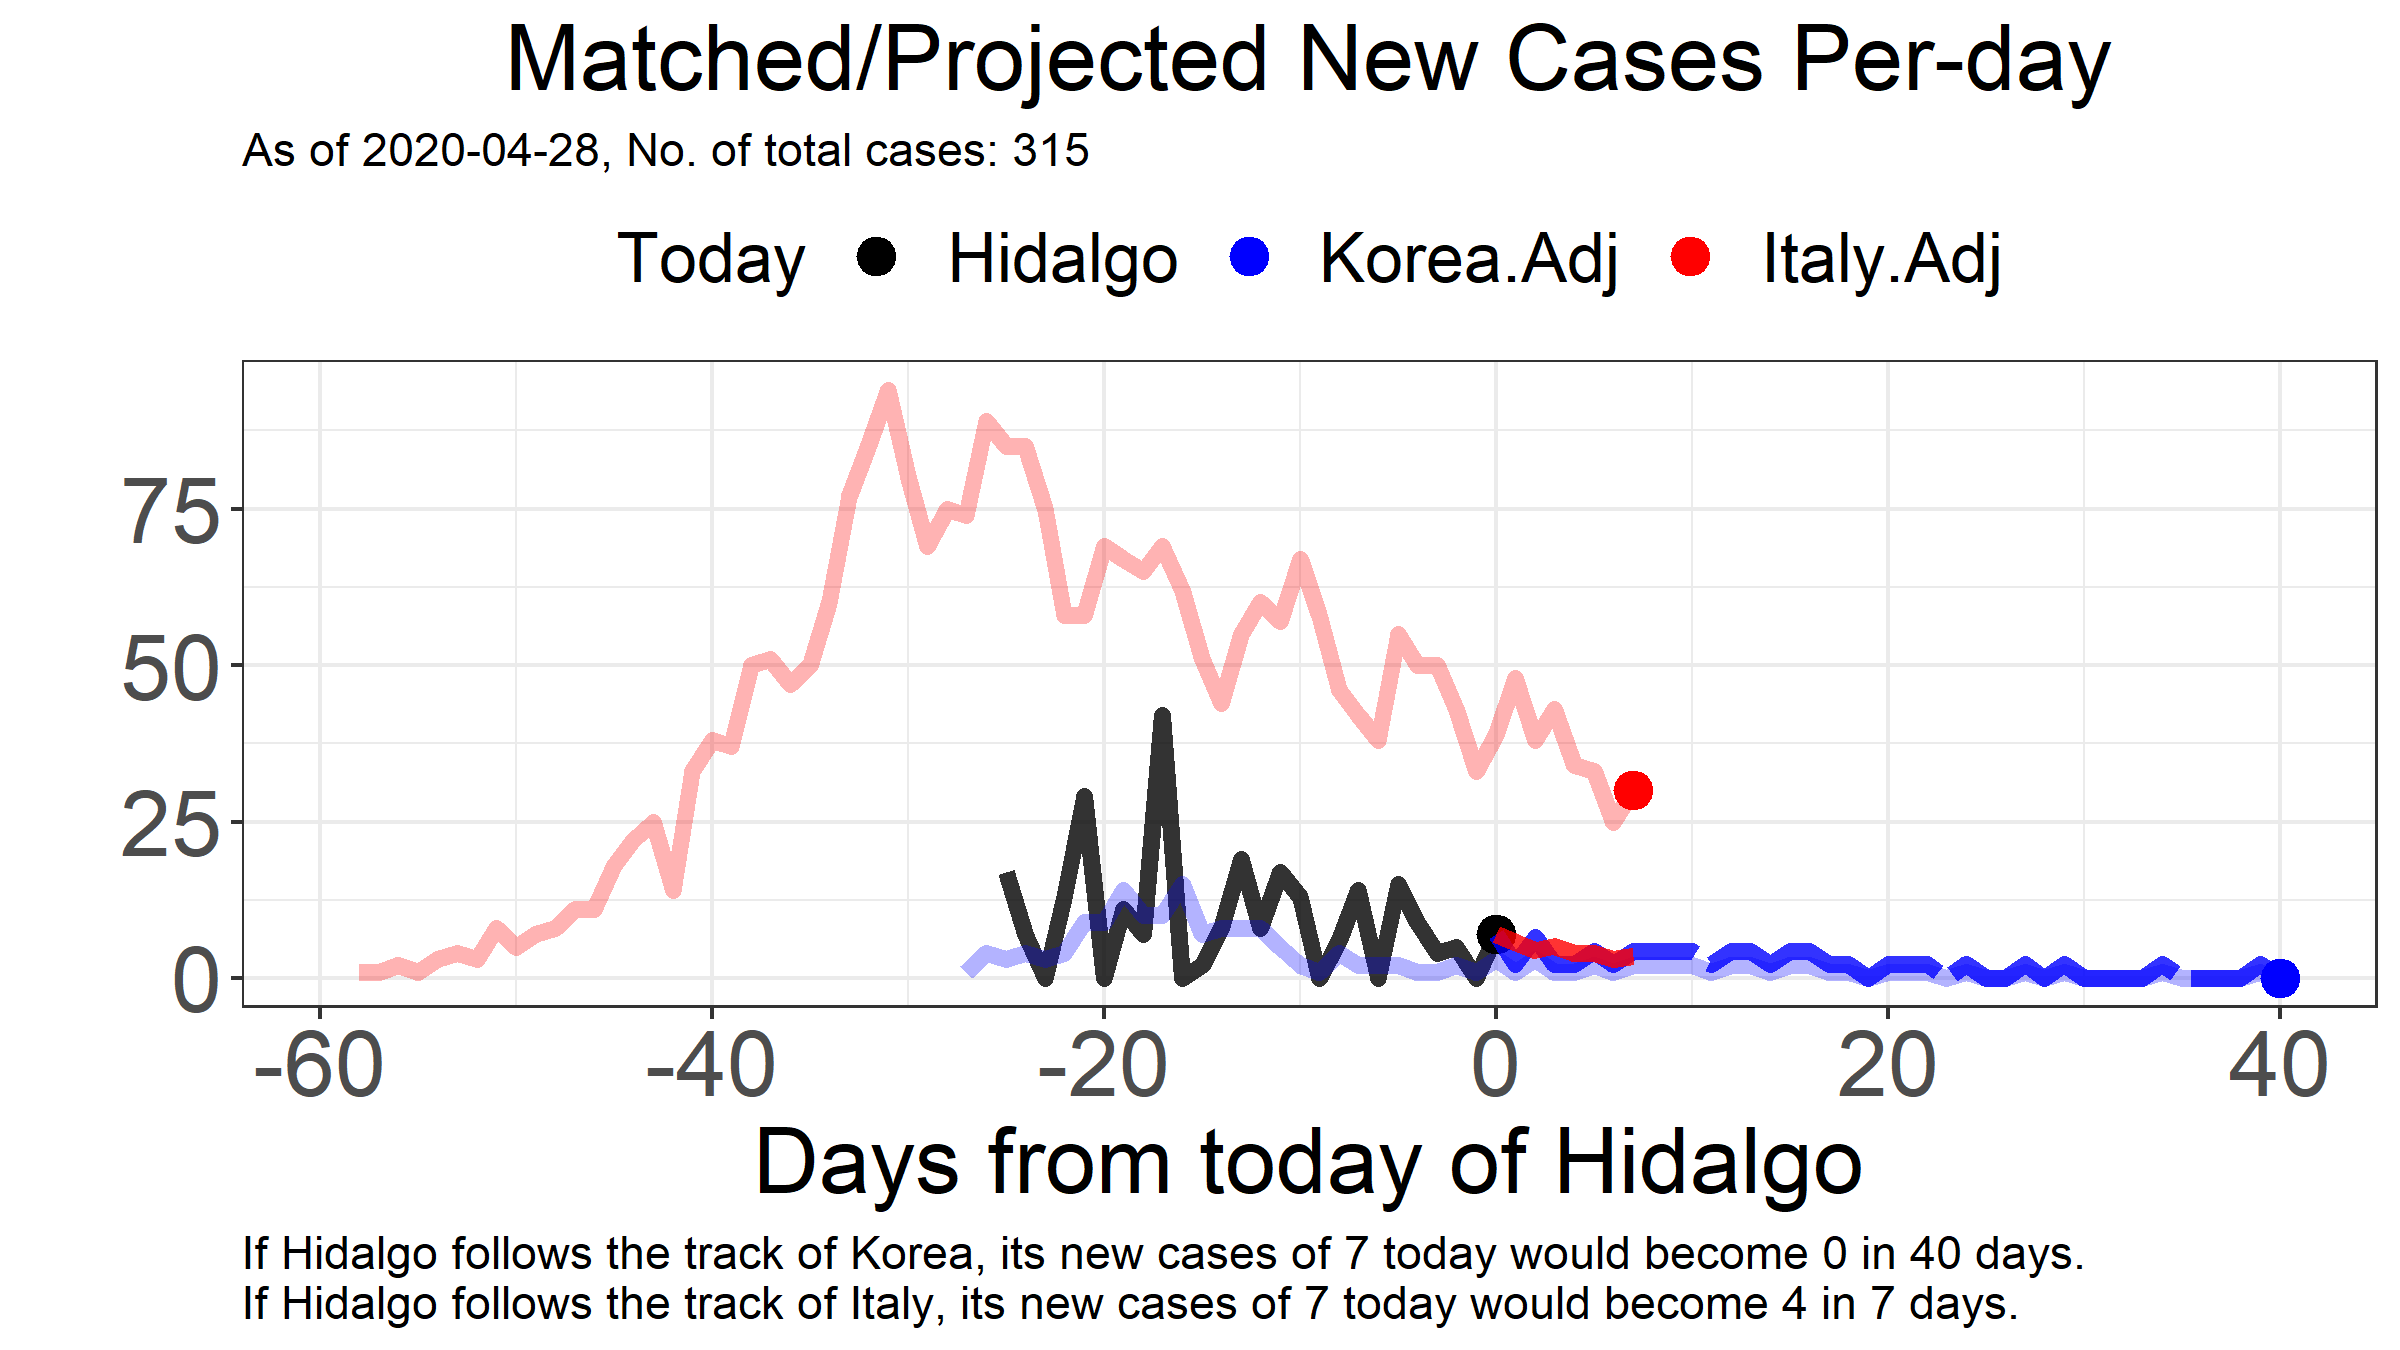 Matched/Projected New Cases Per-day
As of 2020-04-28, No. of total cases: 315
Today Hidalgo Korea.Adj Italy.Adj
75
50
25
0
-60 -40 -20 0 20 40
Days from today of Hidalgo
If Hidalgo follows the track of Korea, its new cases of 7 today would become 0 in 40 days.
If Hidalgo follows the track of Italy, its new cases of 7 today would become 4 in 7 days.